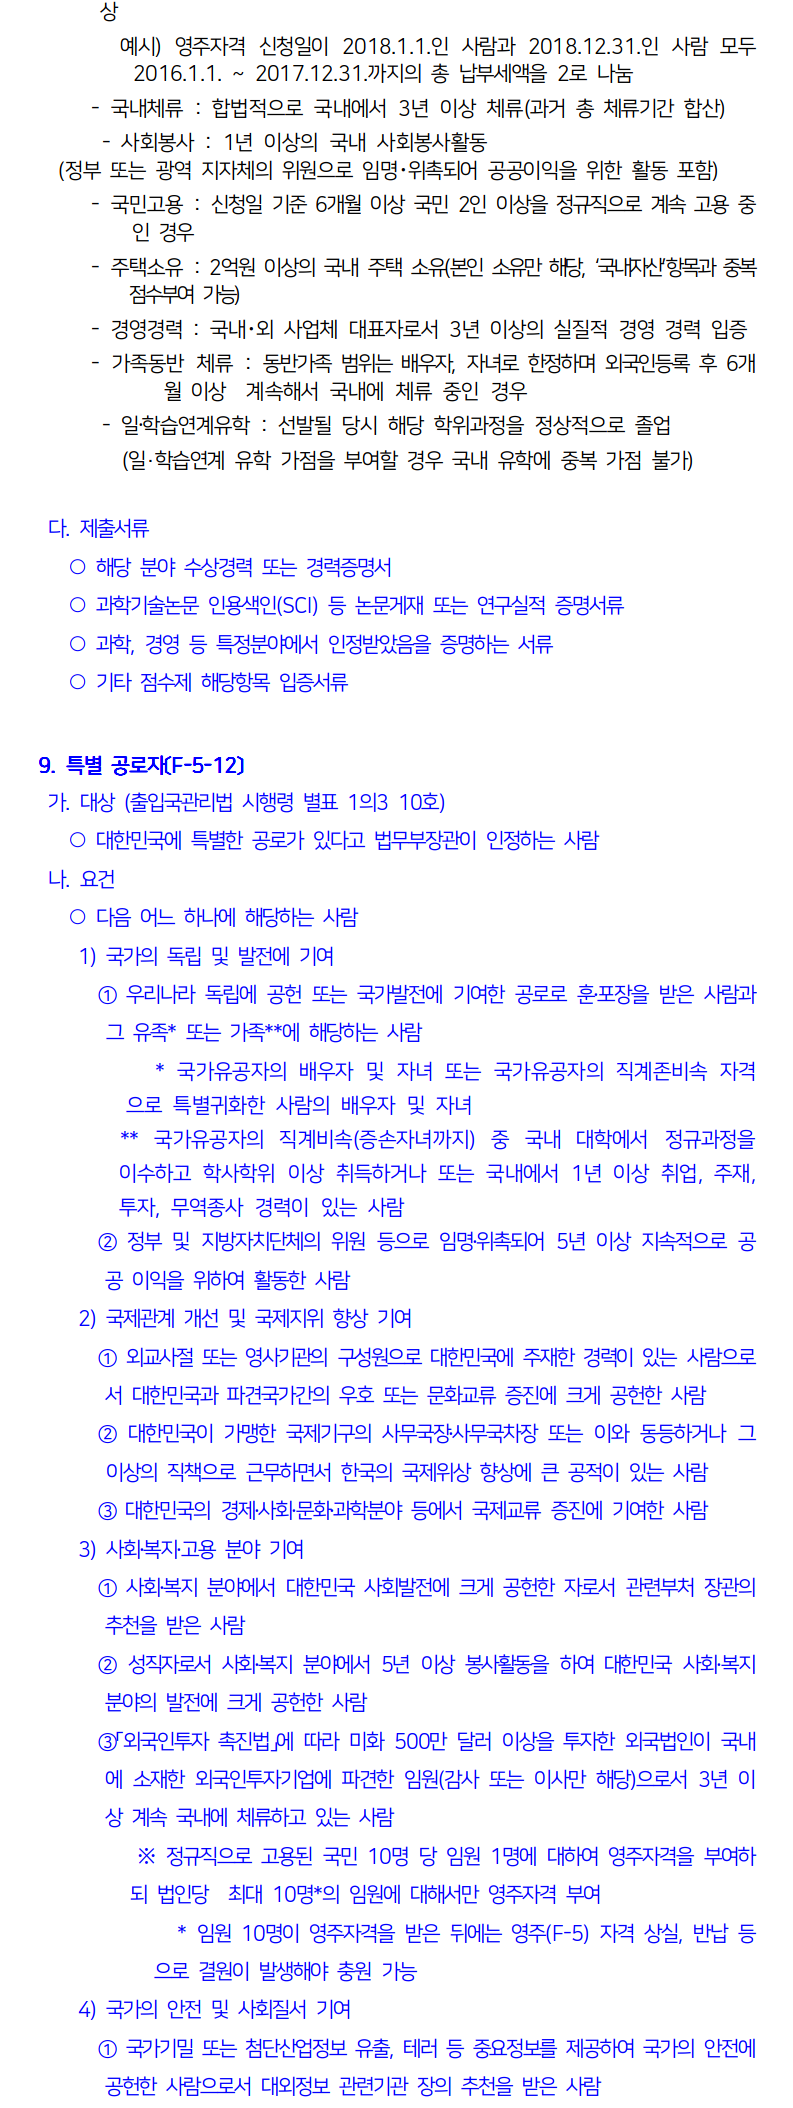 상
예시) 영주자격 신청일이 2018.1.1.인 사람과 2018.12.31.인 사람 모두
2016.1.1. ~ 2017.12.31.까지의 총 납부세액을 2로 나눔
- 국내체류 : 합법적으로 국내에서 3년 이상 체류(과거 총 체류기간 합산)
- 사회봉사 : 1년 이상의 국내 사회봉사활동
(정부 또는 광역 지자체의 위원으로 임명·위촉되어 공공이익을 위한 활동 포함)
- 국민고용 : 신청일 기준 6개월 이상 국민 2인 이상을 정규직으로 계속 고용 중
인 경우
- 주택소유 : 2억원 이상의 국내 주택 소유(본인 소유만 해당, ‘국내자산’항목과 중복
점수부여 가능)
- 경영경력 : 국내·외 사업체 대표자로서 3년 이상의 실질적 경영 경력 입증
- 가족동반 체류 : 동반가족 범위는 배우자, 자녀로 한정하며 외국인등록 후 6개
월 이상 계속해서 국내에 체류 중인 경우
- 일·학습연계유학 : 선발될 당시 해당 학위과정을 정상적으로 졸업
(일·학습연계 유학 가점을 부여할 경우 국내 유학에 중복 가점 불가)
다. 제출서류
○ 해당 분야 수상경력 또는 경력증명서
○ 과학기술논문 인용색인(SCI) 등 논문게재 또는 연구실적 증명서류
○ 과학, 경영 등 특정분야에서 인정받았음을 증명하는 서류
○ 기타 점수제 해당항목 입증서류
9. 특별 공로자(F-5-12)
가. 대상 (출입국관리법 시행령 별표 1의3 10호)
○ 대한민국에 특별한 공로가 있다고 법무부장관이 인정하는 사람
나. 요건
○ 다음 어느 하나에 해당하는 사람
1) 국가의 독립 및 발전에 기여
① 우리나라 독립에 공헌 또는 국가발전에 기여한 공로로 훈·포장을 받은 사람과
그 유족* 또는 가족**에 해당하는 사람
* 국가유공자의 배우자 및 자녀 또는 국가유공자의 직계존비속 자격
으로 특별귀화한 사람의 배우자 및 자녀
** 국가유공자의 직계비속(증손자녀까지) 중 국내 대학에서 정규과정을
이수하고 학사학위 이상 취득하거나 또는 국내에서 1년 이상 취업, 주재,
투자, 무역종사 경력이 있는 사람
② 정부 및 지방자치단체의 위원 등으로 임명·위촉되어 5년 이상 지속적으로 공
공 이익을 위하여 활동한 사람
2) 국제관계 개선 및 국제지위 향상 기여
① 외교사절 또는 영사기관의 구성원으로 대한민국에 주재한 경력이 있는 사람으로
서 대한민국과 파견국가간의 우호 또는 문화교류 증진에 크게 공헌한 사람
② 대한민국이 가맹한 국제기구의 사무국장·사무국차장 또는 이와 동등하거나 그
이상의 직책으로 근무하면서 한국의 국제위상 향상에 큰 공적이 있는 사람
③ 대한민국의 경제·사회·문화·과학분야 등에서 국제교류 증진에 기여한 사람
3) 사회·복지·고용 분야 기여
① 사회·복지 분야에서 대한민국 사회발전에 크게 공헌한 자로서 관련부처 장관의
추천을 받은 사람
② 성직자로서 사회·복지 분야에서 5년 이상 봉사활동을 하여 대한민국 사회·복지
분야의 발전에 크게 공헌한 사람
③「외국인투자 촉진법」에 따라 미화 500만 달러 이상을 투자한 외국법인이 국내
에 소재한 외국인투자기업에 파견한 임원(감사 또는 이사만 해당)으로서 3년 이
상 계속 국내에 체류하고 있는 사람
※ 정규직으로 고용된 국민 10명 당 임원 1명에 대하여 영주자격을 부여하
되 법인당 최대 10명*의 임원에 대해서만 영주자격 부여
* 임원 10명이 영주자격을 받은 뒤에는 영주(F-5) 자격 상실, 반납 등
으로 결원이 발생해야 충원 가능
4) 국가의 안전 및 사회질서 기여
① 국가기밀 또는 첨단산업정보 유출, 테러 등 중요정보를 제공하여 국가의 안전에
공헌한 사람으로서 대외정보 관련기관 장의 추천을 받은 사람